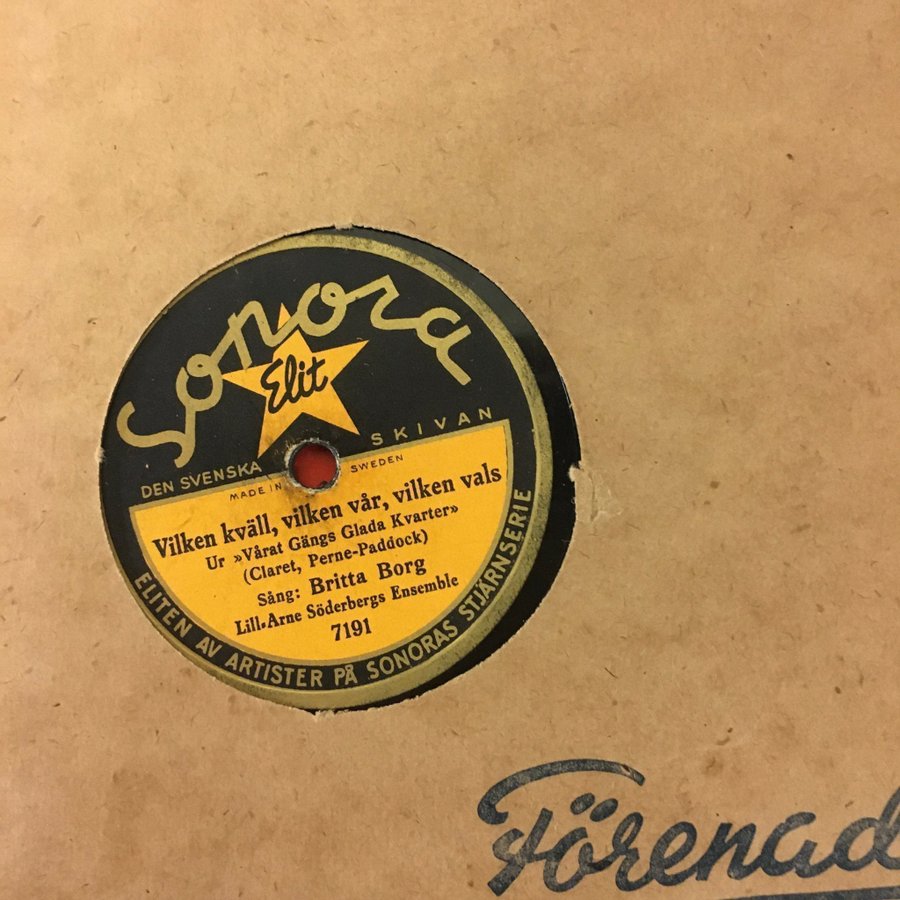 Sonora
Elit
DEN SVENSKA SKIVAN
MADE IN SWEDEN
Vilken kväll, vilken vår, vilken vals
Ur »Vårat Gängs Glada Kvarter»
(Claret, Perne-Paddock)
Sång: Britta Borg
Lill-Arne Söderbergs Ensemble
7191
ELITEN AV ARTISTER PÅ SONORAS STJÄRNSERIE
Förenad